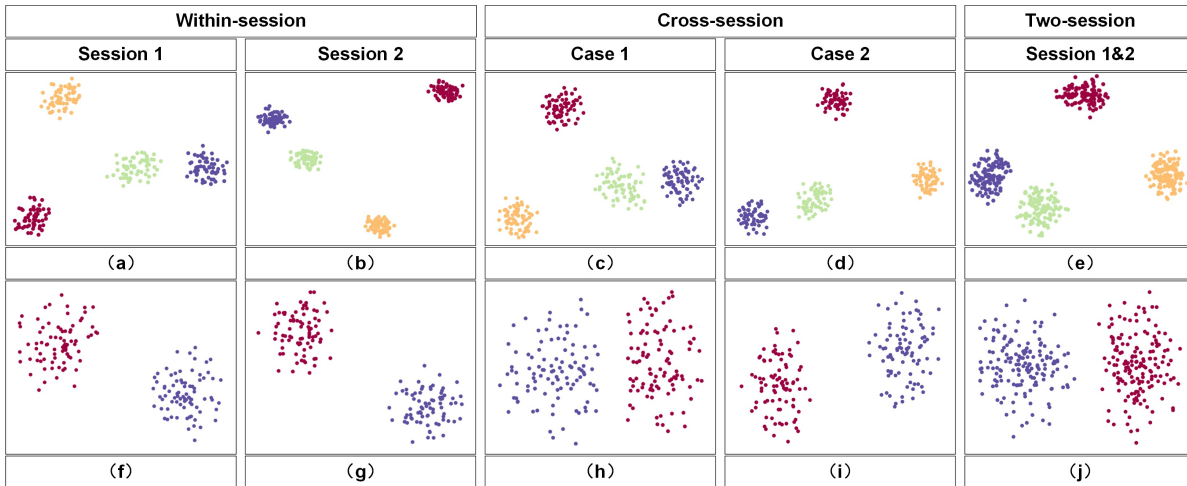 Within-session Cross-session Two-session
Session 1 Session 2 Case 1 Case 2 Session 1&2
（a） （b） （c） （d） （e）
（f） （g） （h） （i） （j）